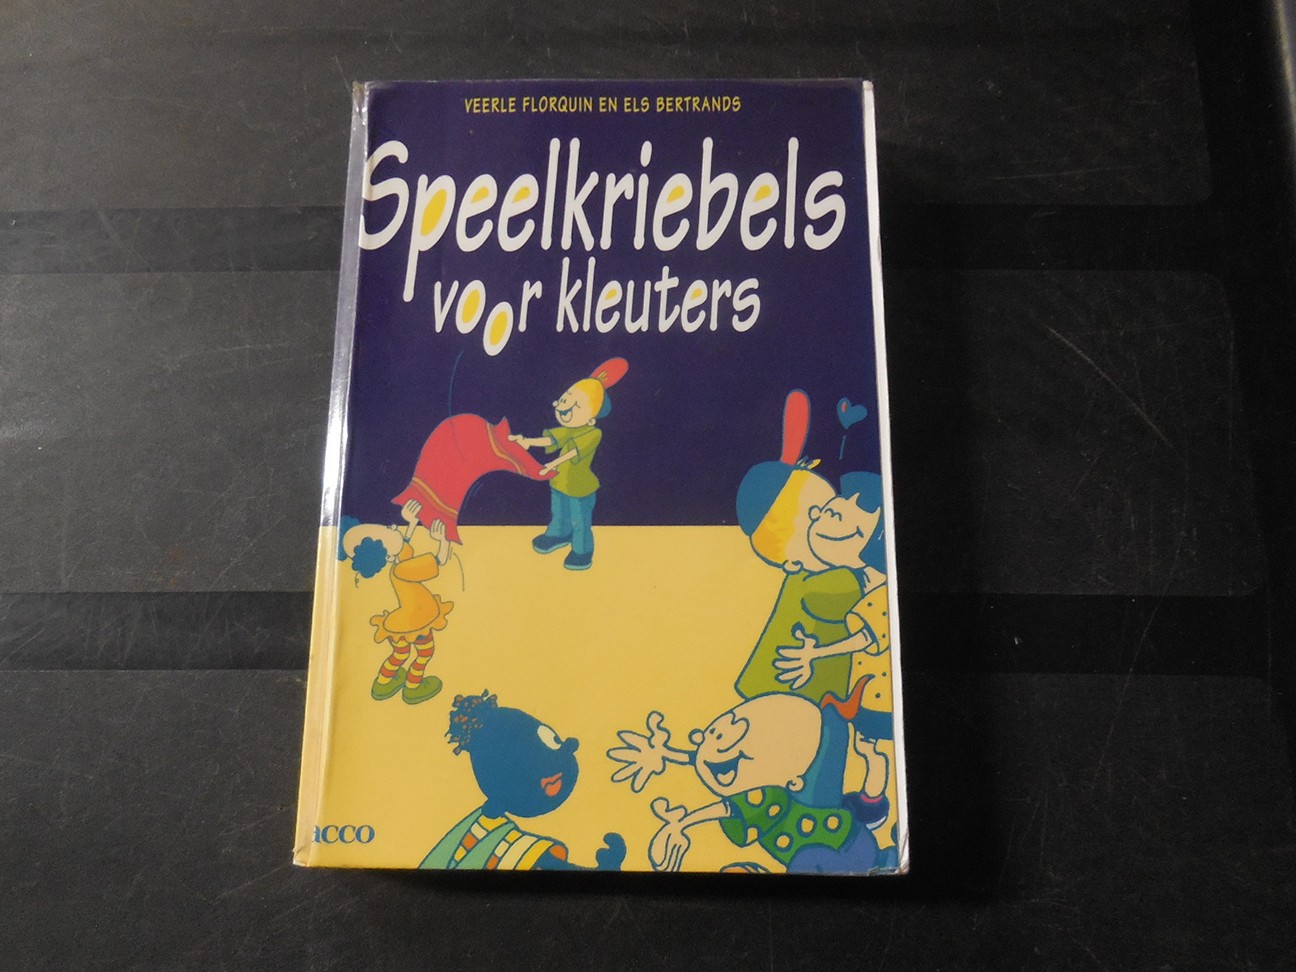 VEERLE FLORQUIN EN ELS BERTRANDS
Speelkriebels
voor kleuters
acco